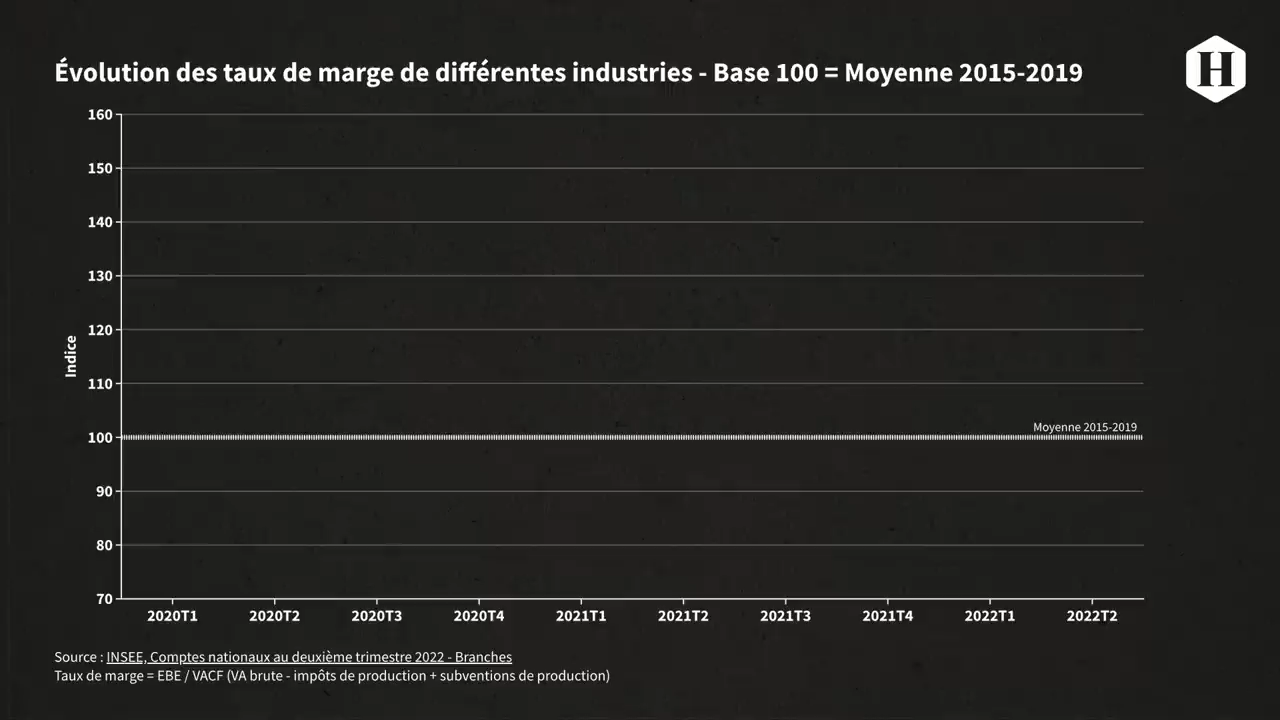 Évolution des taux de marge de différentes industries - Base 100 = Moyenne 2015-2019
H
160
150
140
130
120
110
100
90
80
70
Indice
Moyenne 2015-2019
2020T1 2020T2 2020T3 2020T4 2021T1 2021T2 2021T3 2021T4 2022T1 2022T2
Source : INSEE, Comptes nationaux au deuxième trimestre 2022 - Branches
Taux de marge = EBE / VACF (VA brute - impôts de production + subventions de production)